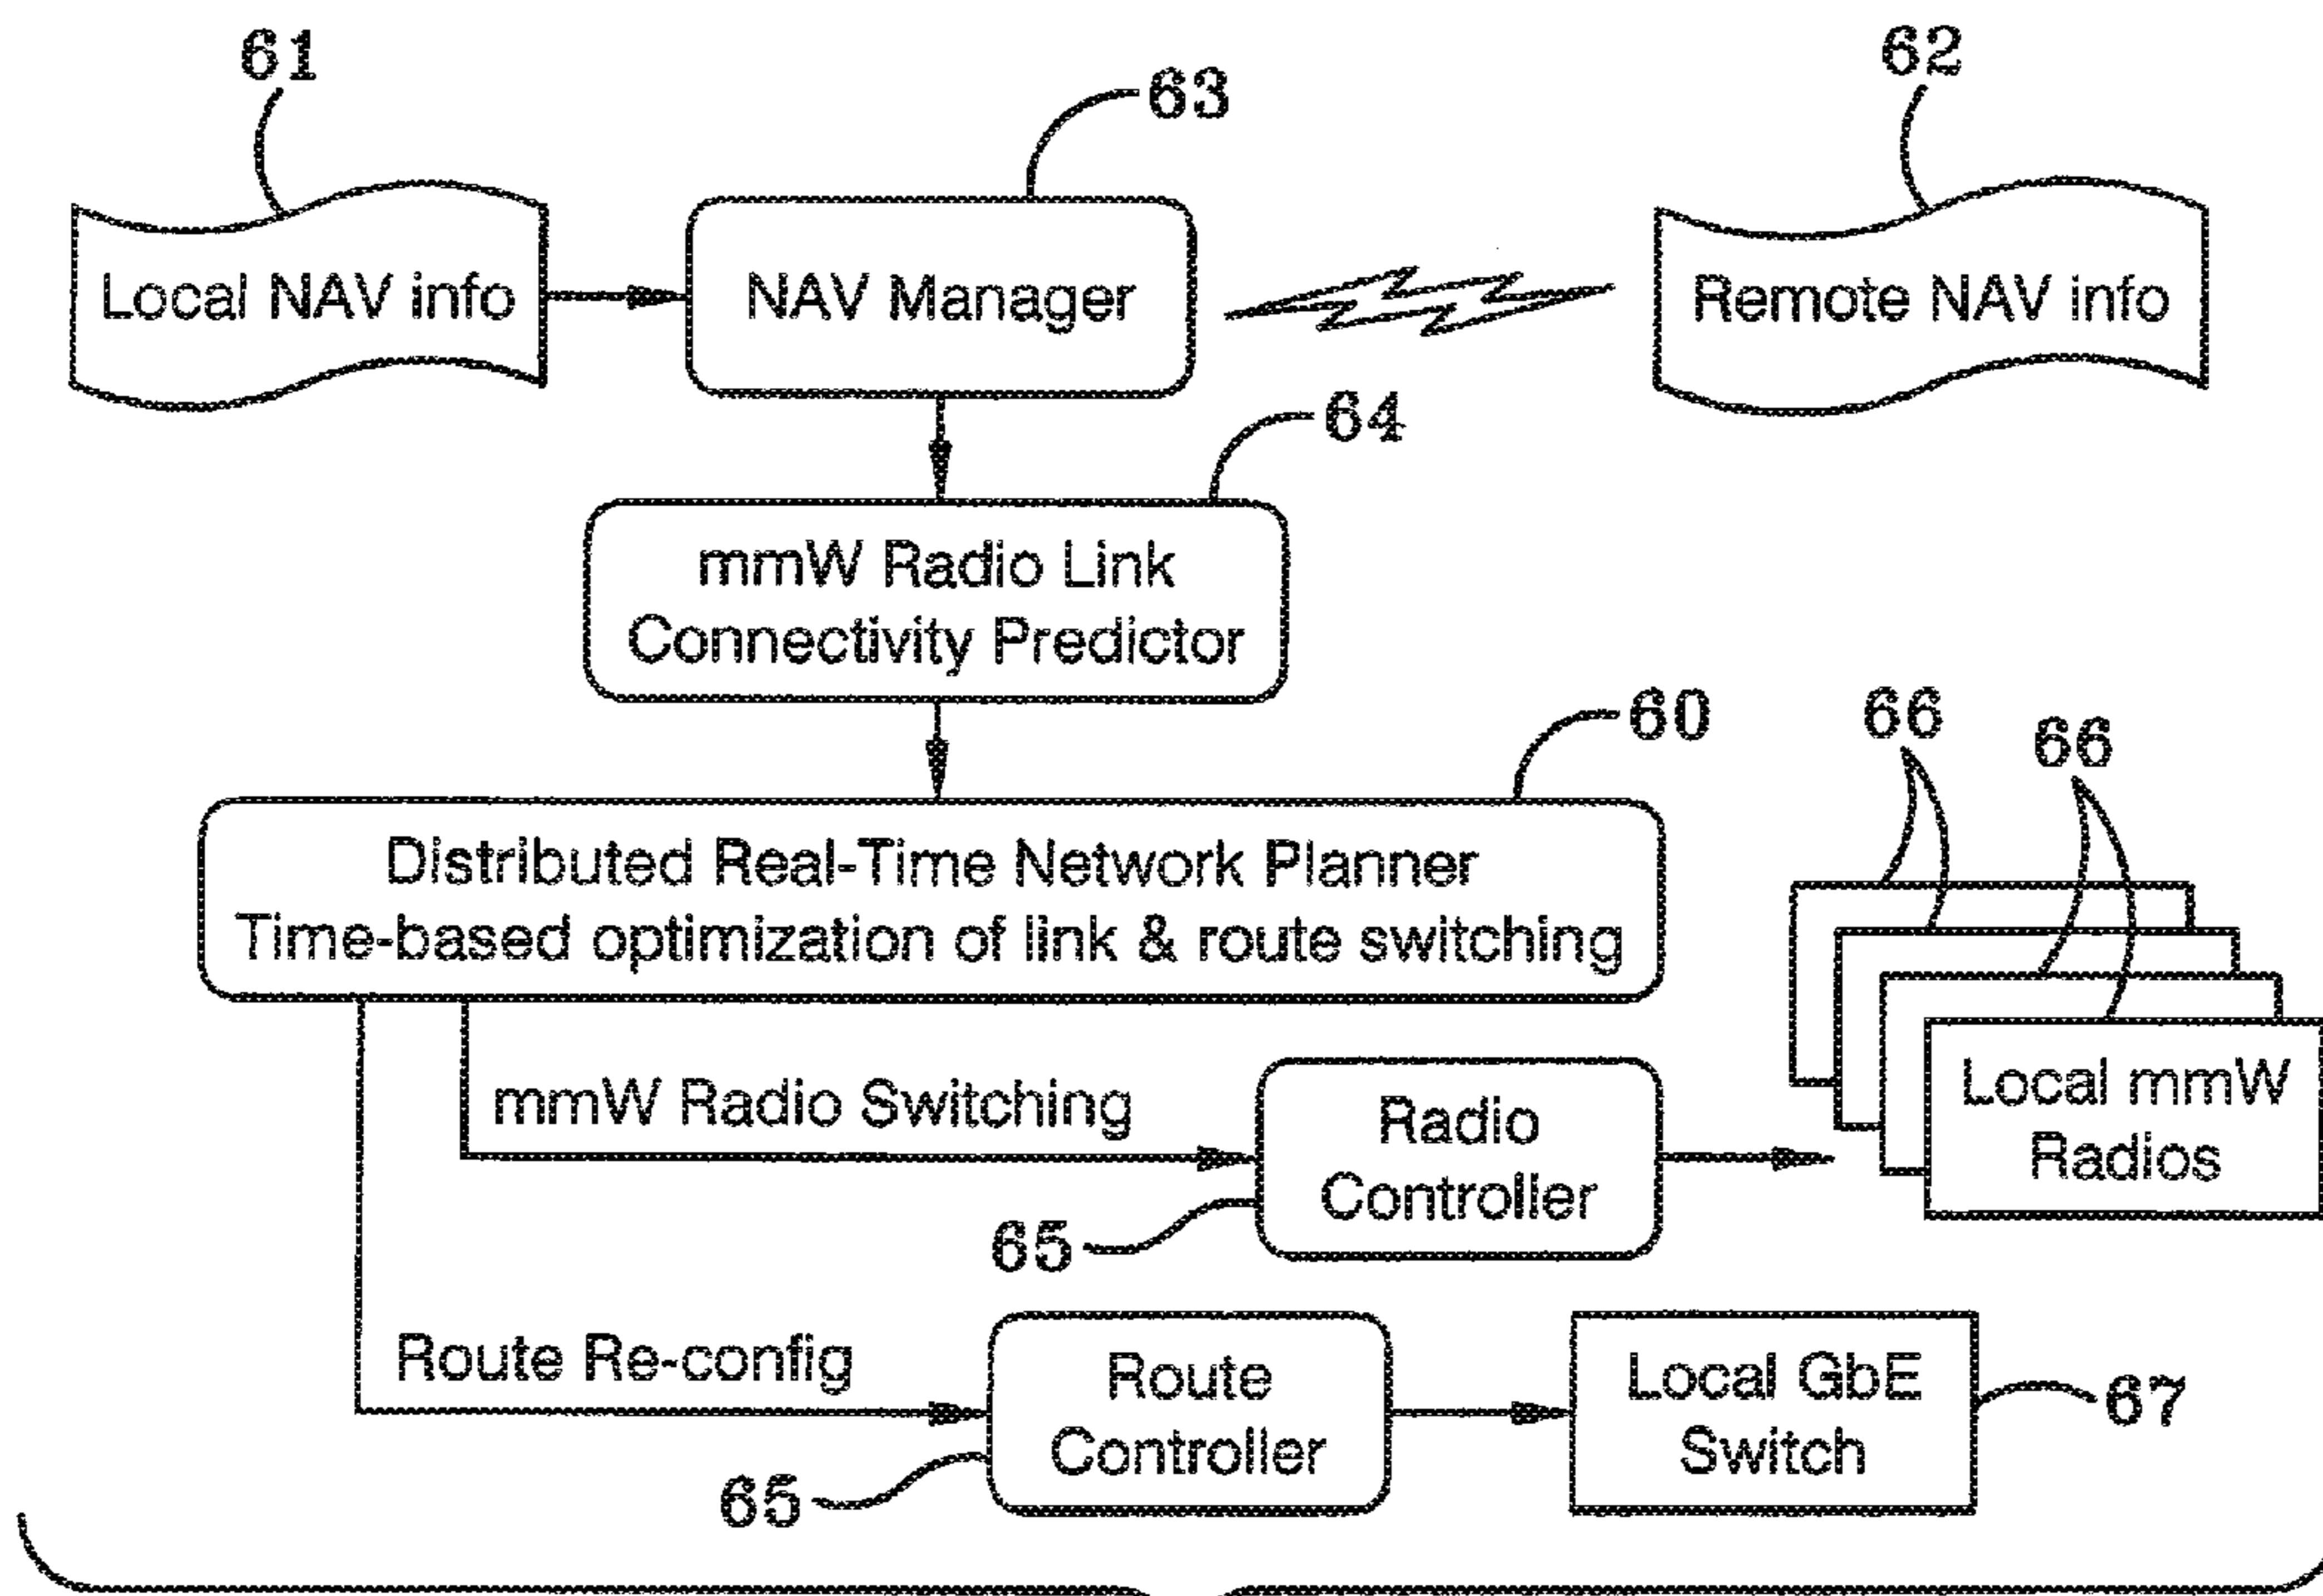 61
62
63
Local NAV info
NAV Manager
Remote NAV info
64
mmW Radio Link
Connectivity Predictor
60
66
66
Distributed Real-Time Network Planner
Time-based optimization of link & route switching
mmW Radio Switching
Radio
Controller
Local mmW
Radios
65
Route Re-config
Route
Controller
Local GbE
Switch
67
65